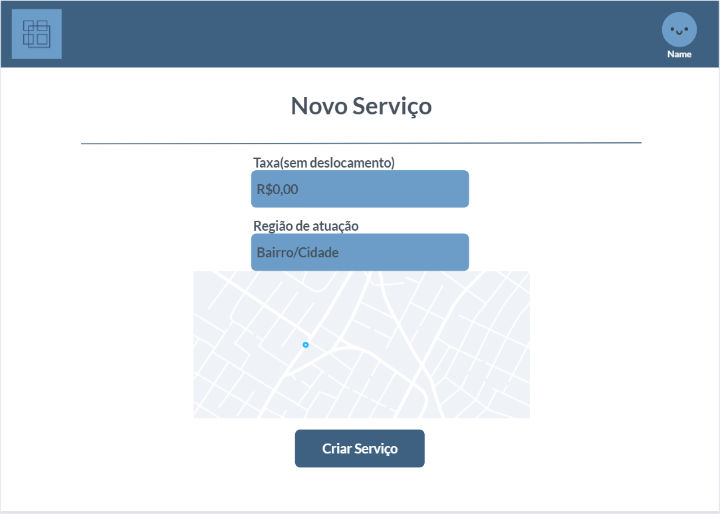 Name
Novo Serviço
Taxa(sem deslocamento)
R$0,00
Região de atuação
Bairro/Cidade
Criar Serviço